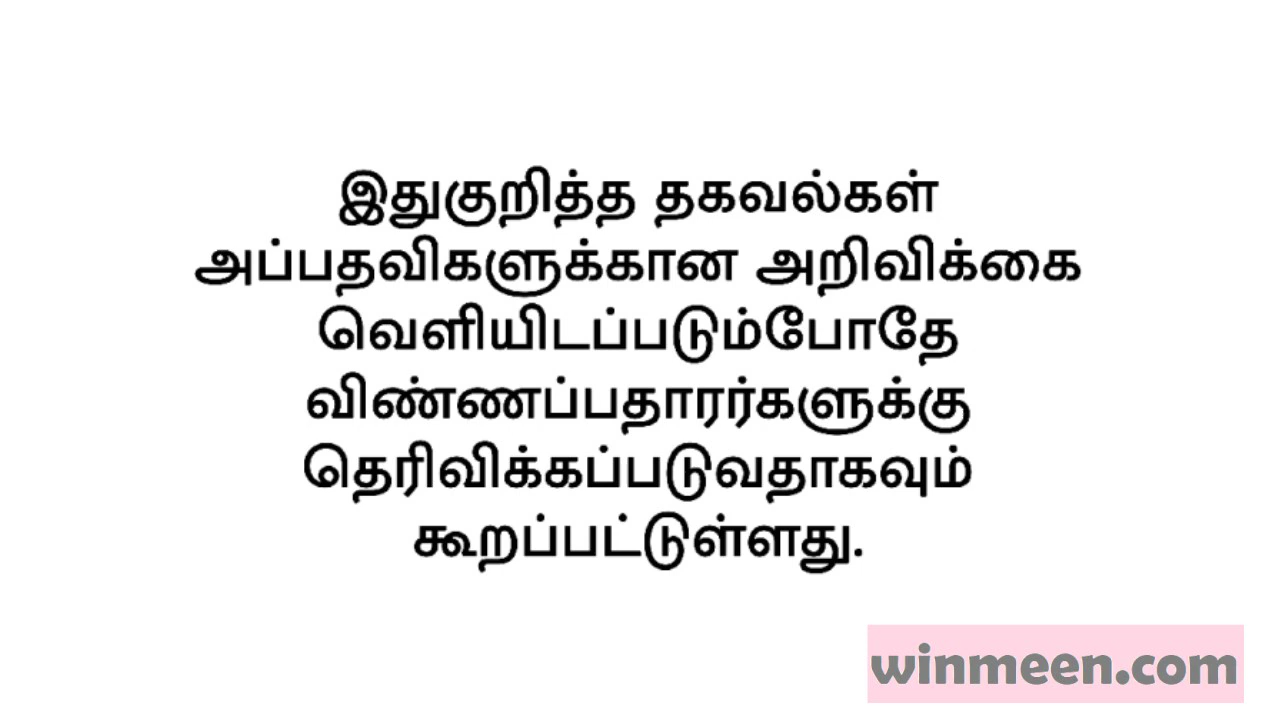 இதுகுறித்த தகவல்கள்
அப்பதவிகளுக்கான அறிவிக்கை
வெளியிடப்படும்போதே
விண்ணப்பதாரர்களுக்கு
தெரிவிக்கப்படுவதாகவும்
கூறப்பட்டுள்ளது.
winmeen.com